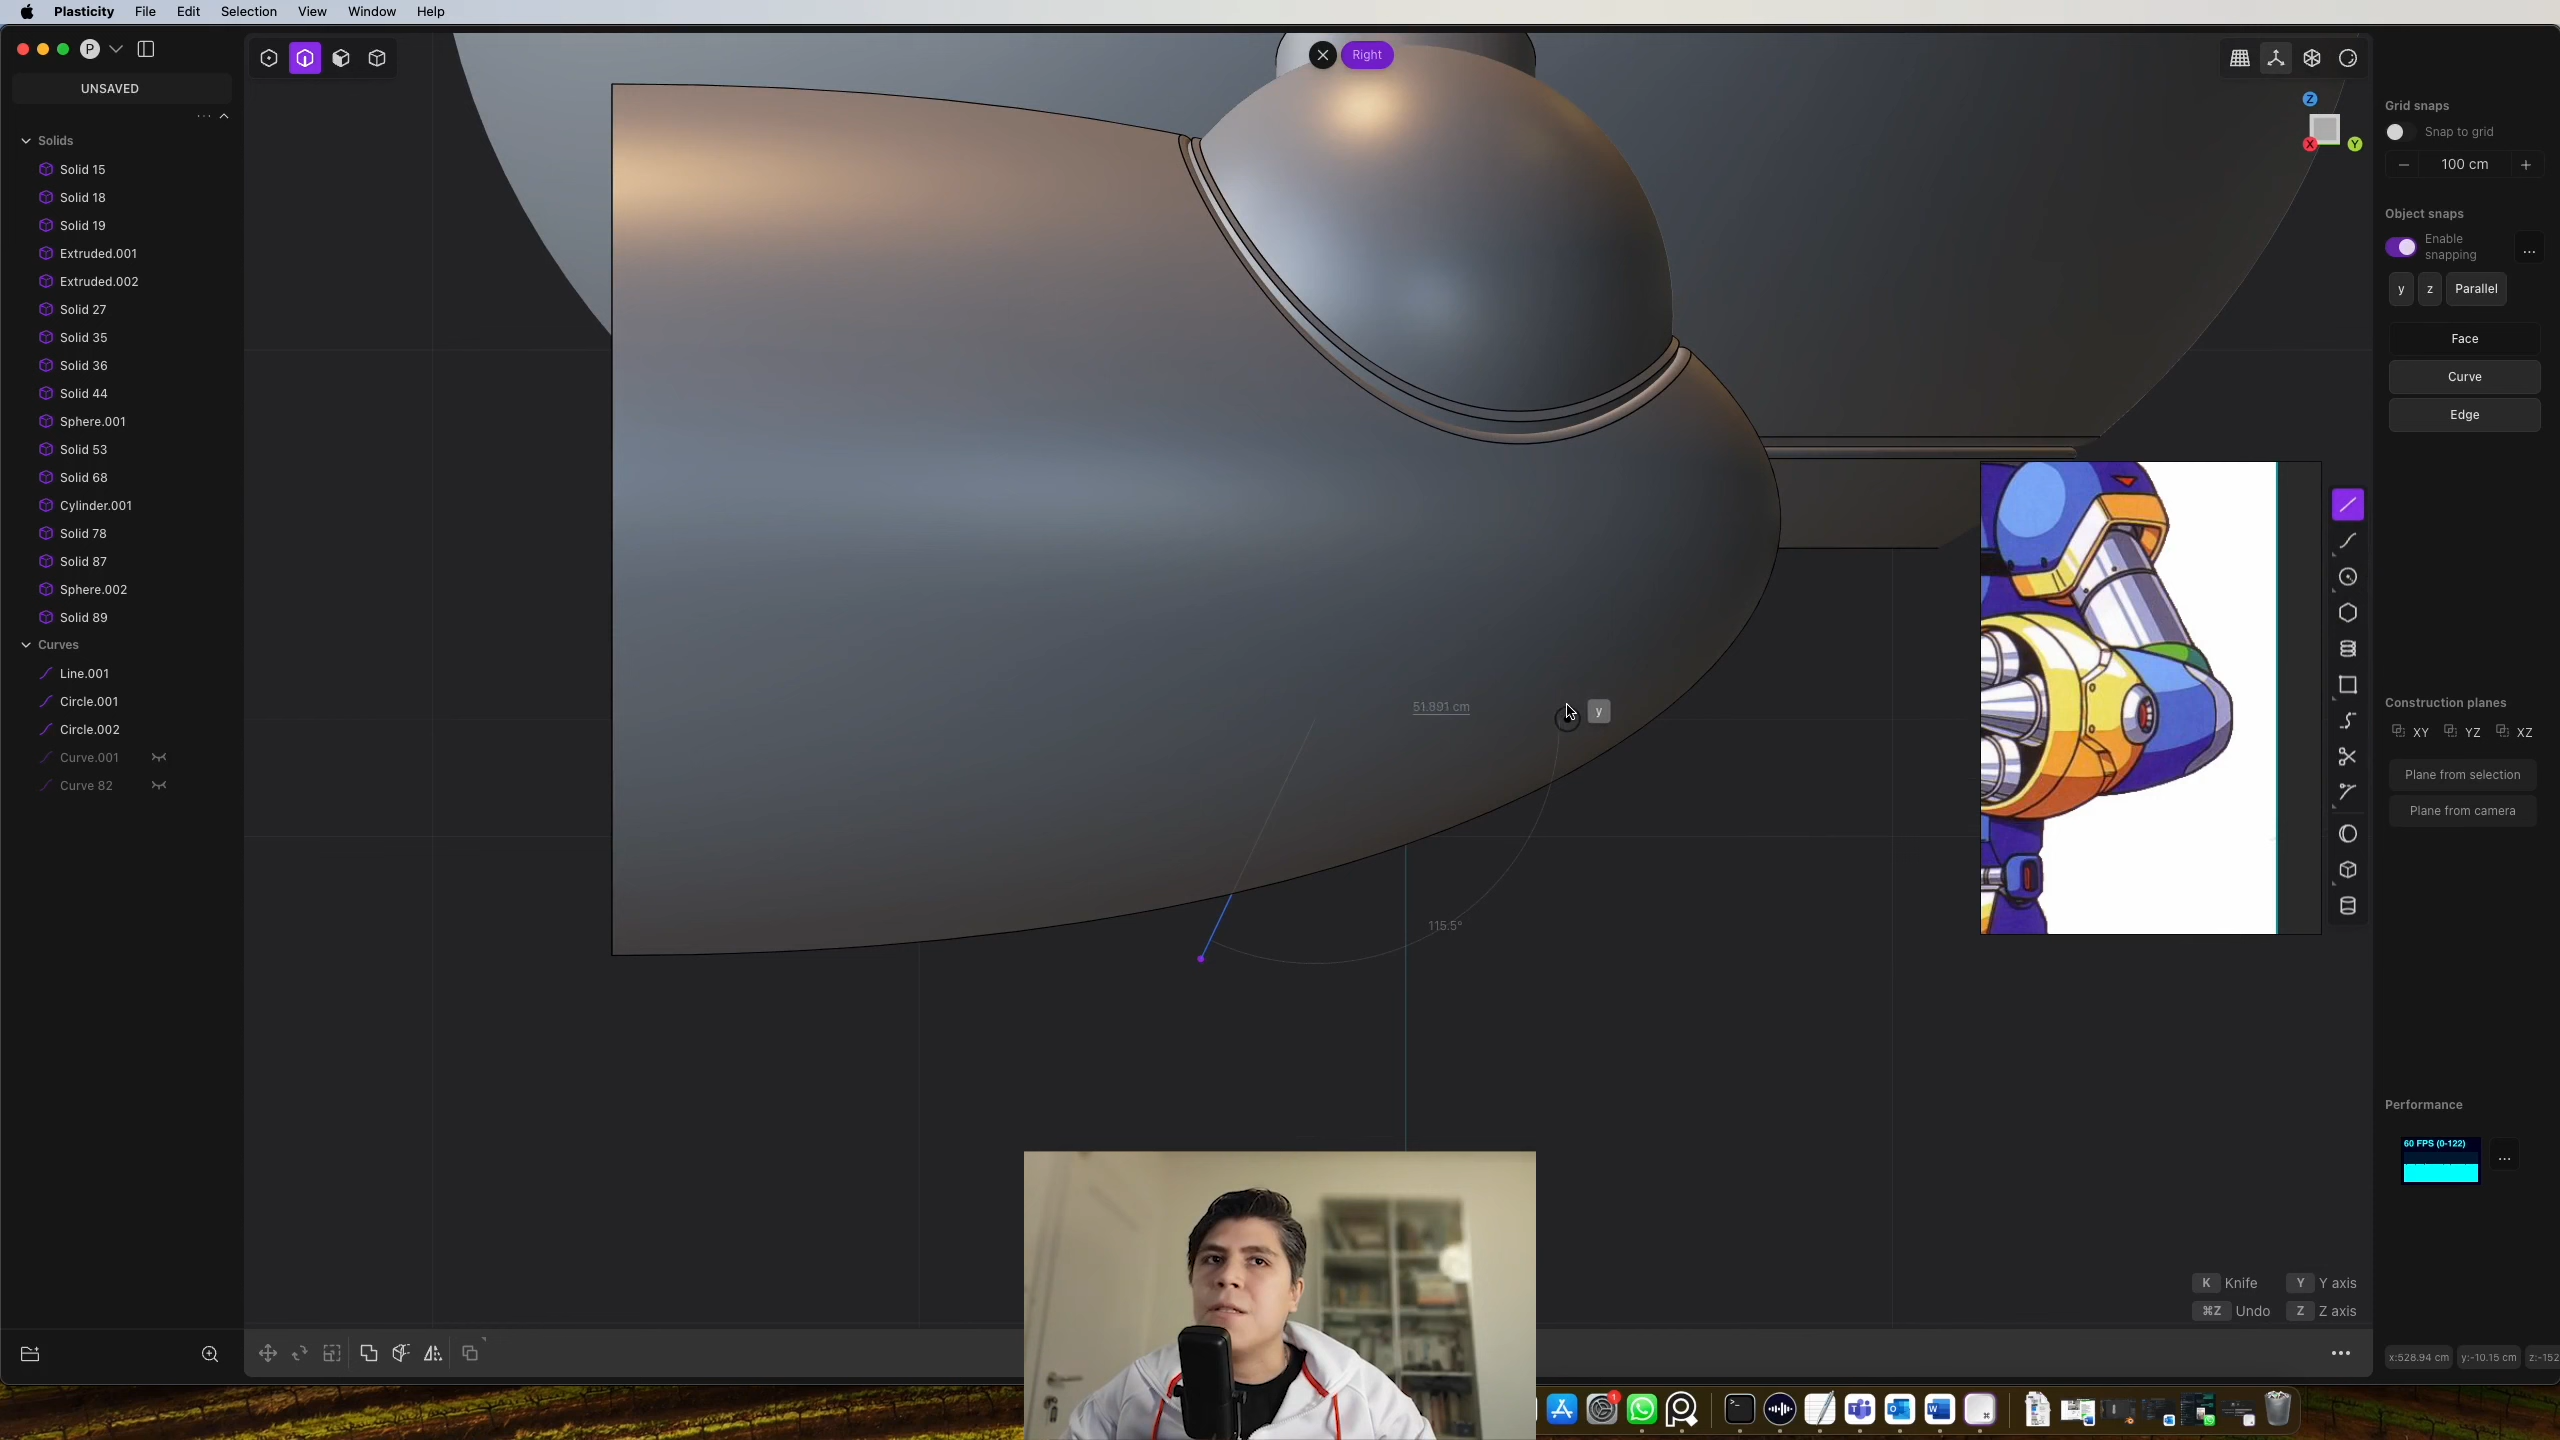 Plasticity File Edit Selection View Window Help
P
UNSAVED
Solids
Solid 15
Solid 18
Solid 19
Extruded.001
Extruded.002
Solid 27
Solid 35
Solid 36
Solid 44
Sphere.001
Solid 53
Solid 68
Cylinder.001
Solid 78
Solid 87
Sphere.002
Solid 89
Curves
Line.001
Circle.001
Circle.002
Curve.001
Curve 82
Right
Z
X
Y
51.891 cm
y
115.5°
K Knife Y Y axis
⌘Z Undo Z Z axis
Grid snaps
Snap to grid
100 cm
Object snaps
Enable
snapping
y z Parallel
Face
Curve
Edge
Construction planes
XY YZ XZ
Plane from selection
Plane from camera
Performance
60 FPS (0-122)
x:528.94 cm y:-10.15 cm z:-152
1